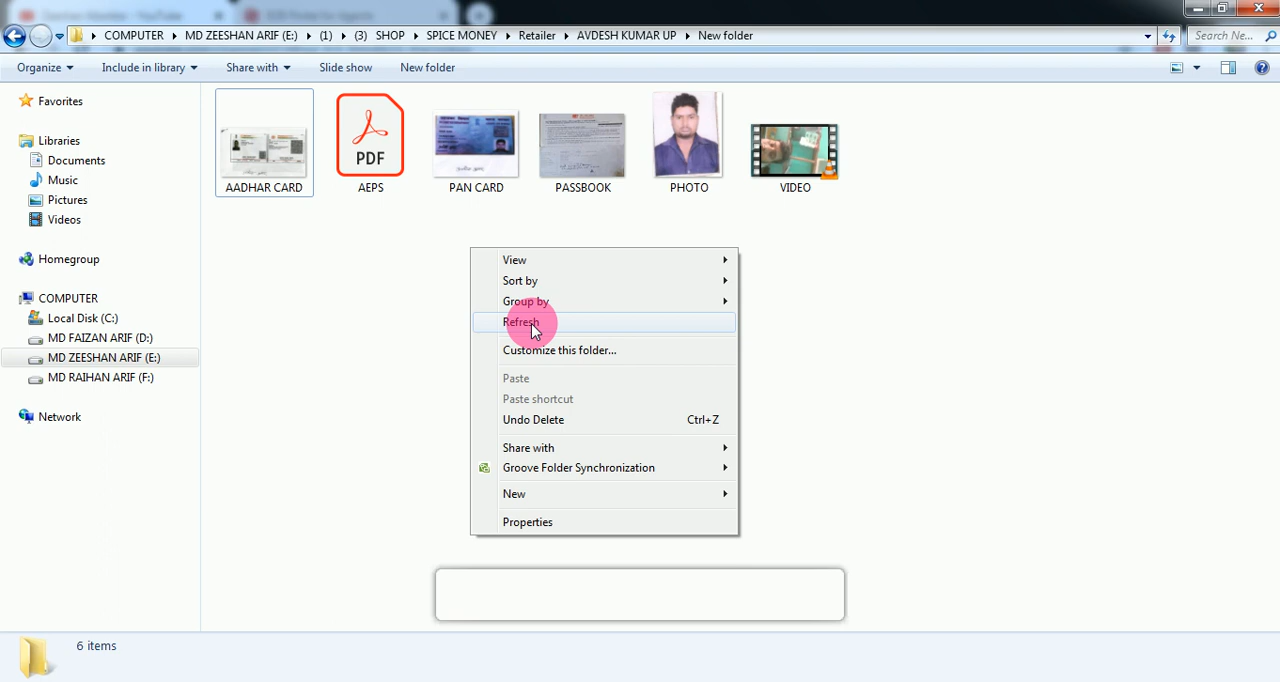 COMPUTER MD ZEESHAN ARIF (E:) (1) (3) SHOP SPICE MONEY Retailer AVDESH KUMAR UP New folder
Search Ne...
Organize Include in library Share with Slide show New folder
Favorites
Libraries
Documents
Music
Pictures
Videos
Homegroup
COMPUTER
Local Disk (C:)
MD FAIZAN ARIF (D:)
MD ZEESHAN ARIF (E:)
MD RAIHAN ARIF (F:)
Network
PDF
AADHAR CARD AEPS PAN CARD PASSBOOK PHOTO VIDEO
View
Sort by
Group by
Refresh
Customize this folder...
Paste
Paste shortcut
Undo Delete Ctrl+Z
Share with
Groove Folder Synchronization
New
Properties
6 items